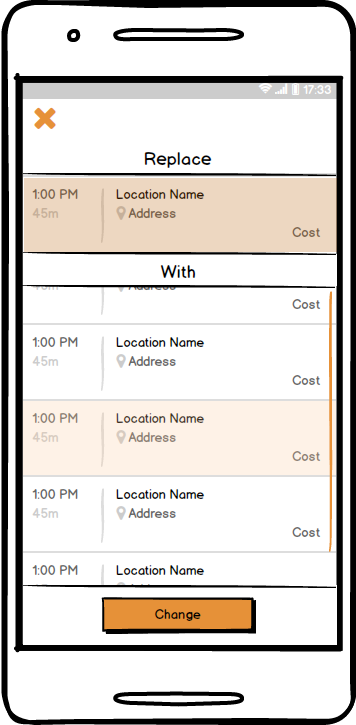 17:33
Replace
1:00 PM Location Name
45m Address
Cost
With
45m Address
Cost
1:00 PM Location Name
45m Address
Cost
1:00 PM Location Name
45m Address
Cost
1:00 PM Location Name
45m Address
Cost
1:00 PM Location Name
Change